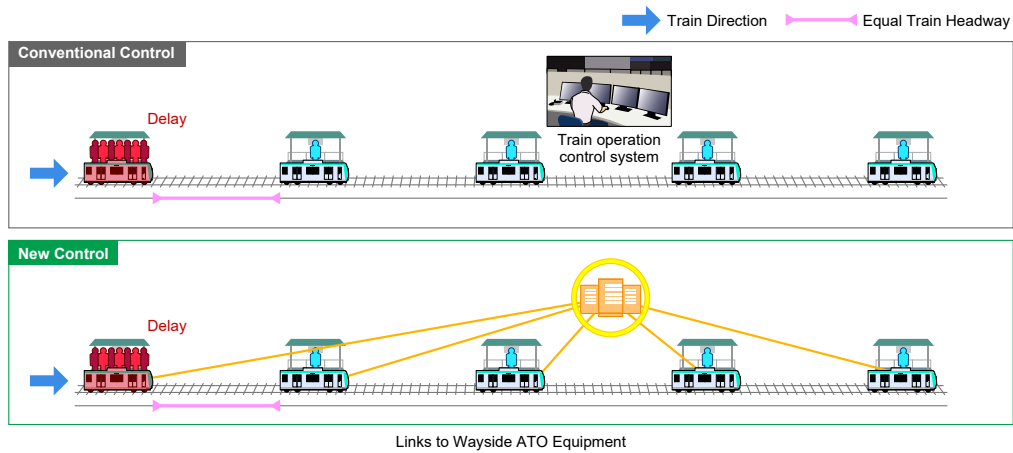 Train Direction
Equal Train Headway
Conventional Control
Delay
Train operation
control system
New Control
Delay
Links to Wayside ATO Equipment